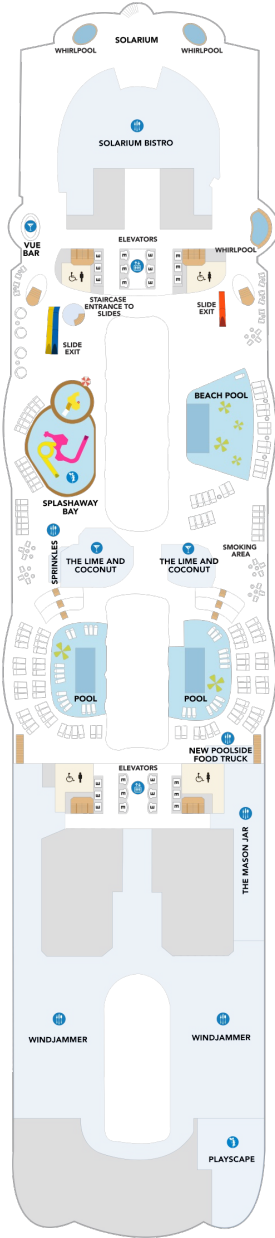 SOLARIUM
WHIRLPOOL
WHIRLPOOL
SOLARIUM BISTRO
ELEVATORS
VUE
BAR
WHIRLPOOL
E E E E
E E E E
E E E E
STAIRCASE
ENTRANCE TO
SLIDES
SLIDE
EXIT
SLIDE
EXIT
BEACH POOL
SPLASHAWAY
BAY
SPRINKLES
THE LIME AND
COCONUT
THE LIME AND
COCONUT
SMOKING
AREA
POOL
POOL
NEW POOLSIDE
FOOD TRUCK
ELEVATORS
E E E E
E E E E
E E E E
THE MASON JAR
WINDJAMMER
WINDJAMMER
PLAYSCAPE